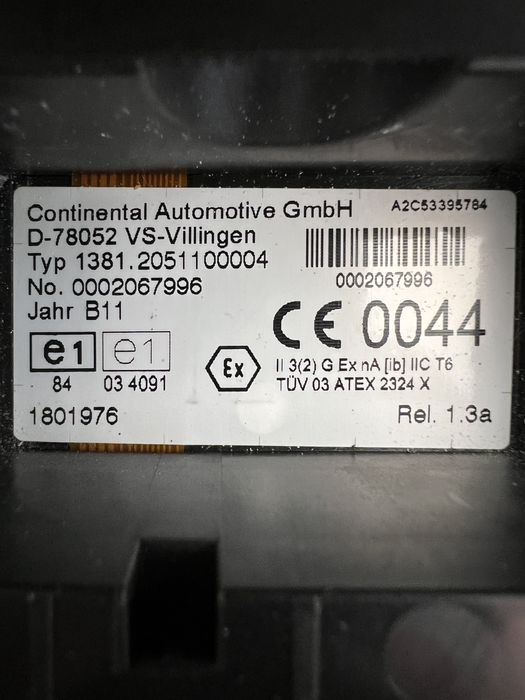 Continental Automotive GmbH A2C53395784
D-78052 VS-Villingen
Typ 1381.2051100004
No. 0002067996 0002067996
Jahr B11
CE 0044
e1 e1
84 03 4091
Ex II 3(2) G Ex nA [ib] IIC T6
TÜV 03 ATEX 2324 X
1801976 Rel. 1.3a